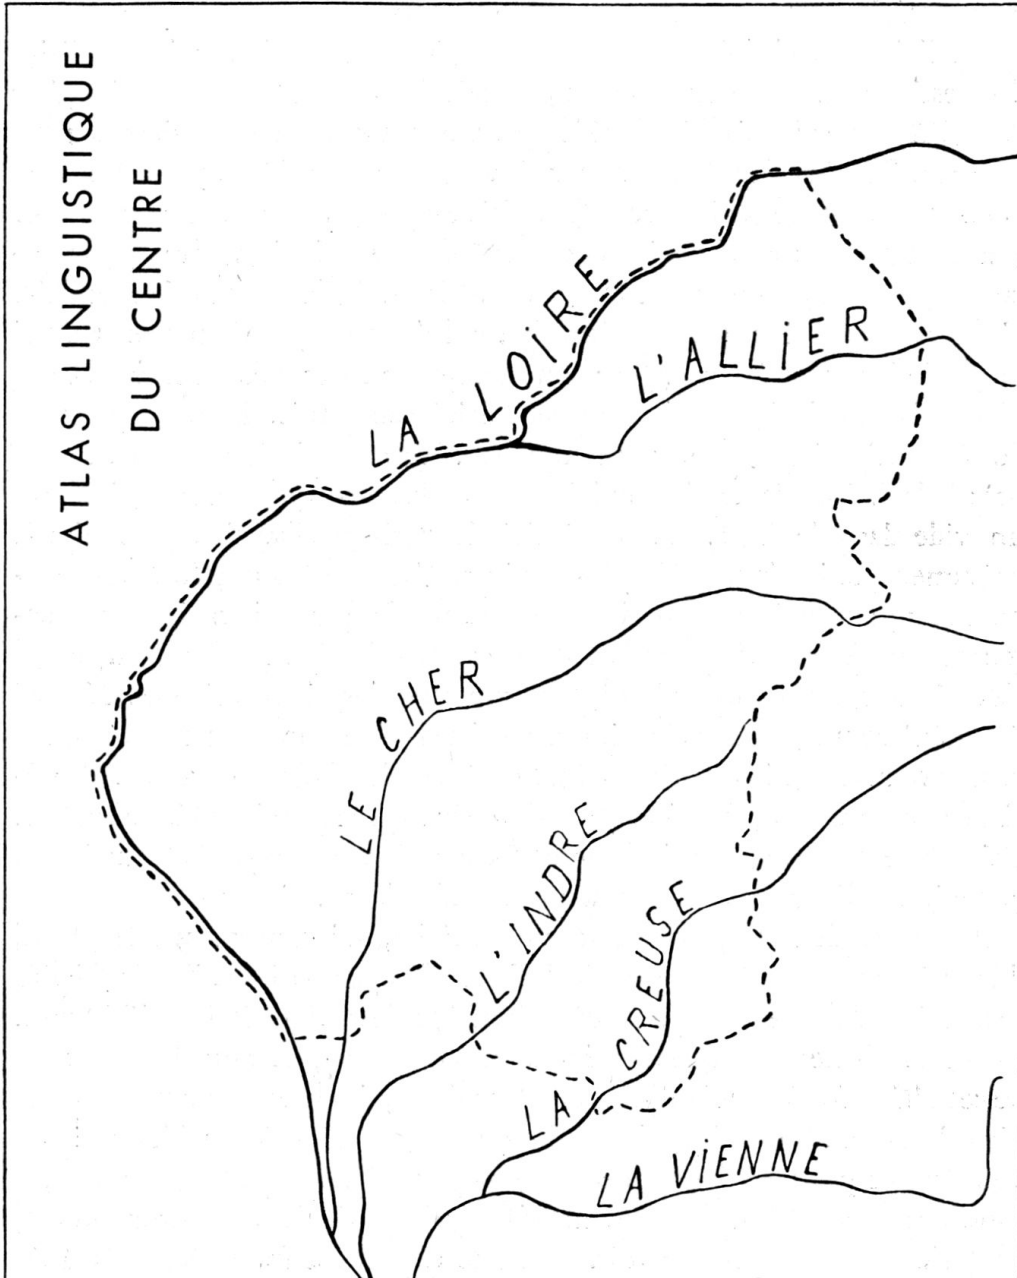 ATLAS LINGUISTIQUE
DU CENTRE
LA LOIRE
L'ALLIER
LE CHER
L'INDRE
LA CREUSE
LA VIENNE